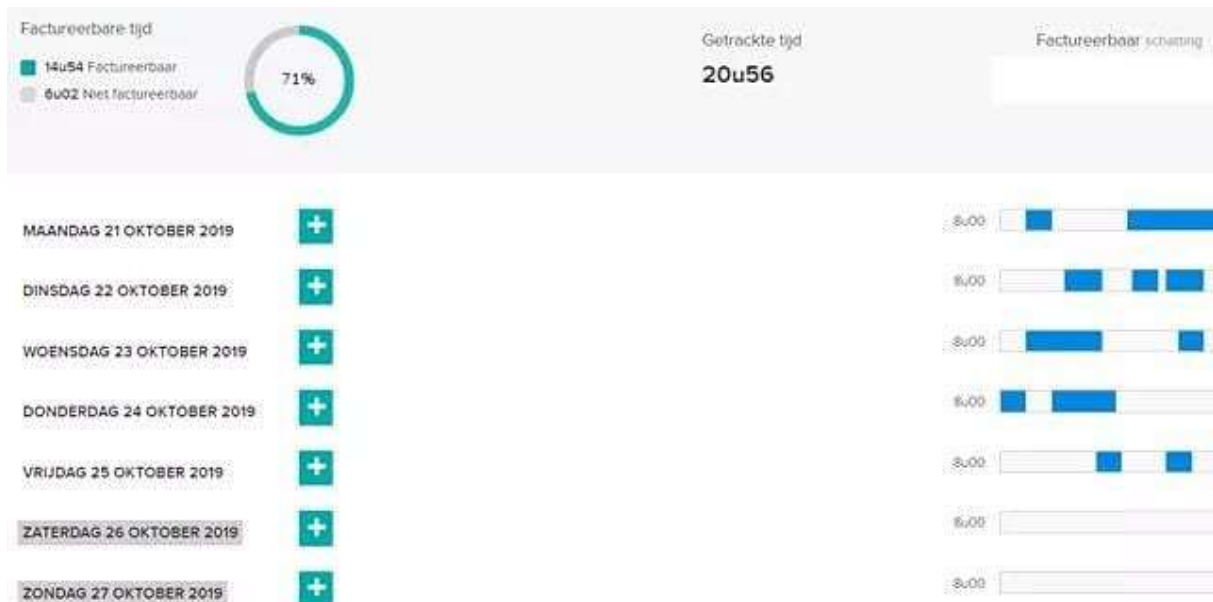 Factureerbare tijd
14u54 Factureerbaar
6u02 Niet factureerbaar
71%
Getrackte tijd
20u56
Factureerbaar schatting
MAANDAG 21 OKTOBER 2019
8u00
DINSDAG 22 OKTOBER 2019
8u00
WOENSDAG 23 OKTOBER 2019
8u00
DONDERDAG 24 OKTOBER 2019
8u00
VRIJDAG 25 OKTOBER 2019
8u00
ZATERDAG 26 OKTOBER 2019
8u00
ZONDAG 27 OKTOBER 2019
8u00